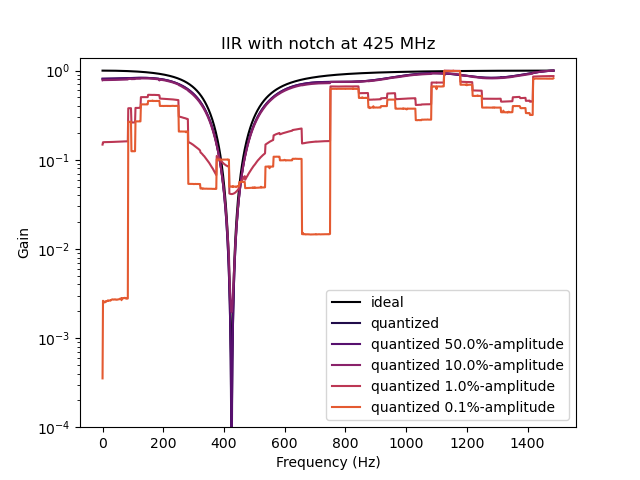 IIR with notch at 425 MHz
Gain
10⁰
10⁻¹
10⁻²
10⁻³
10⁻⁴
ideal
quantized
quantized 50.0%-amplitude
quantized 10.0%-amplitude
quantized 1.0%-amplitude
quantized 0.1%-amplitude
0 200 400 600 800 1000 1200 1400
Frequency (Hz)